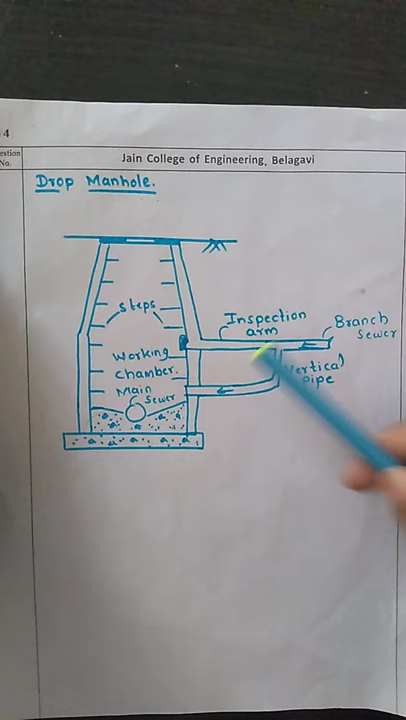 4
estion
No.
Jain College of Engineering, Belagavi
Drop Manhole.
Steps
Inspection
arm
Branch
sewer
Working
chamber.
Vertical
pipe
Main
sewer